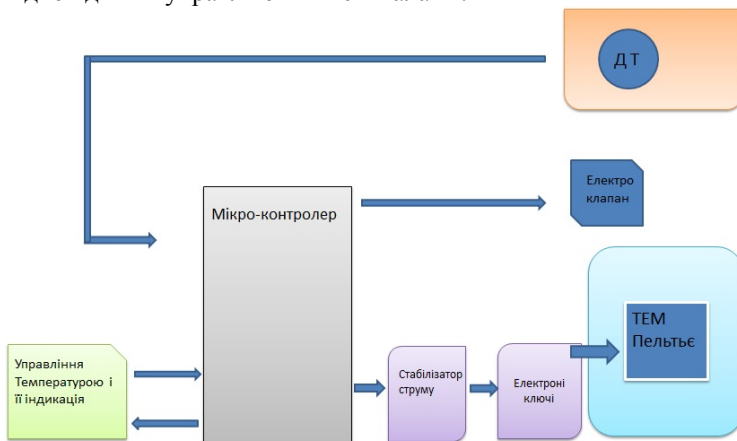 Д Т
Електро
клапан
Мікро-контролер
ТЕМ
Пельтьє
Управління
Температурою і
її індикація
Стабілізатор
струму
Електроні
ключі